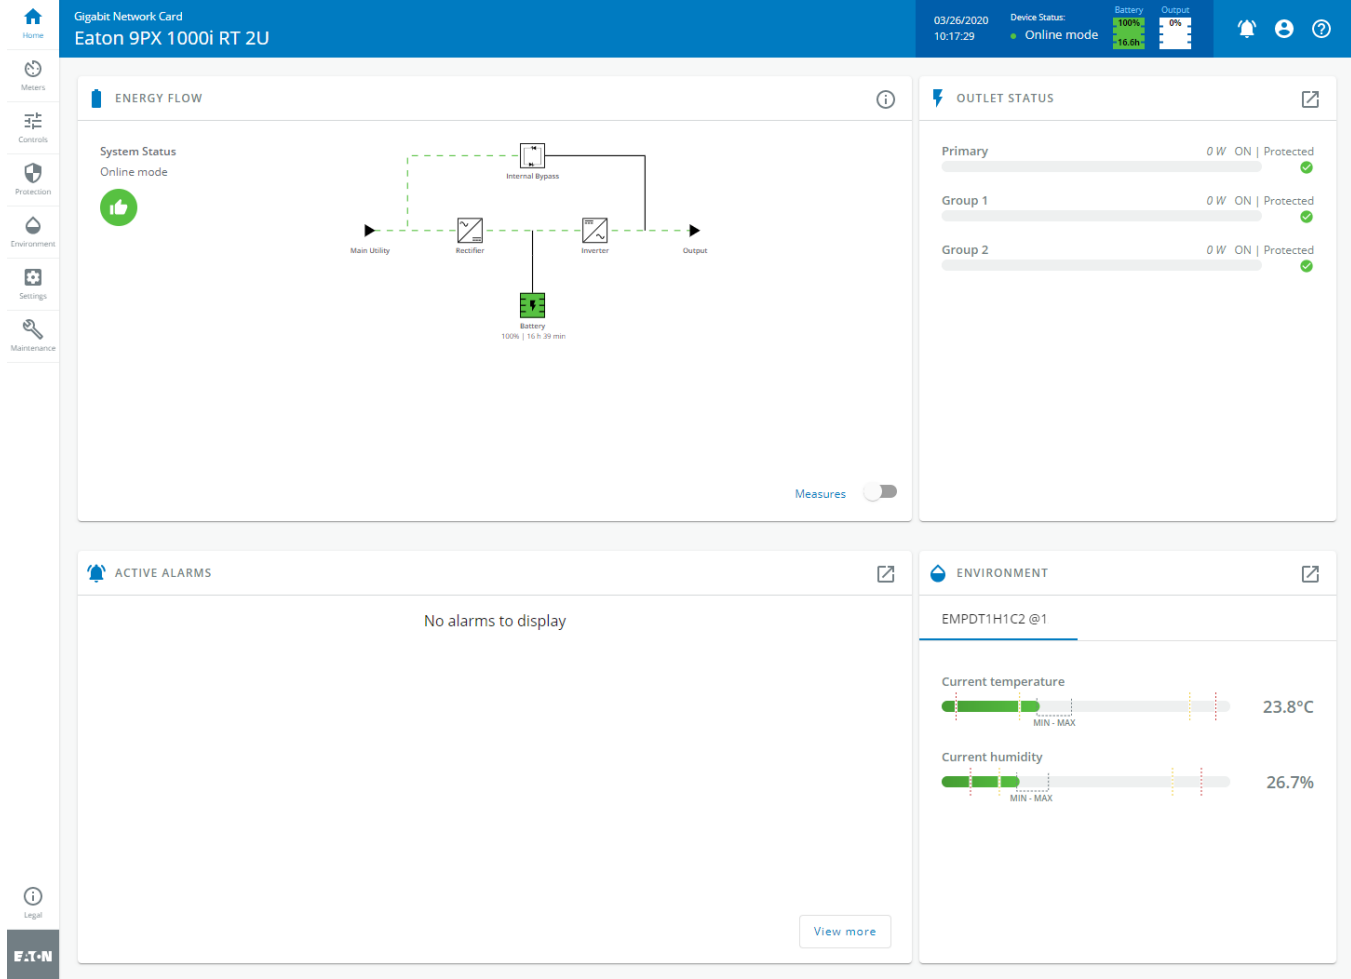 Home
Meters
Controls
Protection
Environment
Settings
Maintenance
Legal
EATON
Gigabit Network Card
Eaton 9PX 1000i RT 2U
03/26/2020
10:17:29
Device Status:
Online mode
Battery
100%
16.6h
Output
0%
ENERGY FLOW
System Status
Online mode
Internal Bypass
Main Utility
Rectifier
Inverter
Output
Battery
100% | 16 h 39 min
Measures
OUTLET STATUS
Primary 0 W ON | Protected
Group 1 0 W ON | Protected
Group 2 0 W ON | Protected
ACTIVE ALARMS
No alarms to display
View more
ENVIRONMENT
EMPDT1H1C2 @1
Current temperature
23.8°C
MIN - MAX
Current humidity
26.7%
MIN - MAX